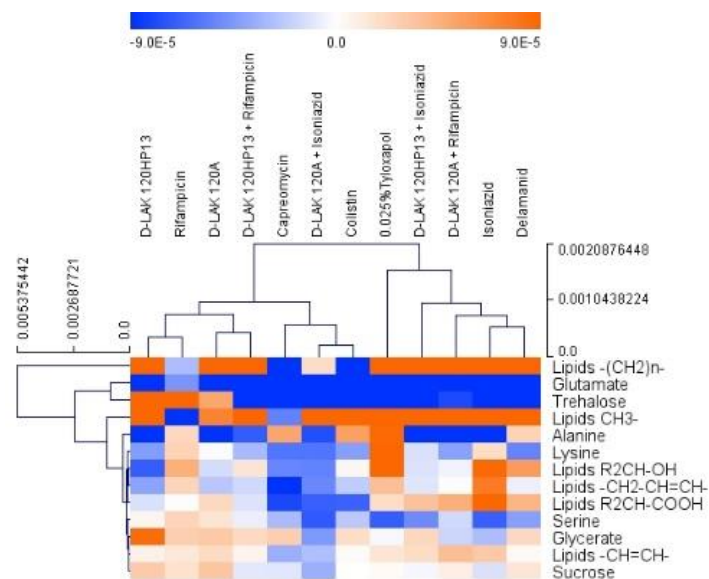 -9.0E-5 0.0 9.0E-5
D-LAK 120HP13
Rifampicin
D-LAK 120A
D-LAK 120HP13 + Rifampicin
Capreomycin
D-LAK 120A + Isoniazid
Colistin
0.025%Tyloxapol
D-LAK 120HP13 + Isoniazid
D-LAK 120A + Rifampicin
Isoniazid
Delamanid
0.005375442
0.002687721
0.0
0.0020876448
0.0010438224
0.0
Lipids -(CH2)n-
Glutamate
Trehalose
Lipids CH3-
Alanine
Lysine
Lipids R2CH-OH
Lipids -CH2-CH=CH-
Lipids R2CH-COOH
Serine
Glycerate
Lipids -CH=CH-
Sucrose